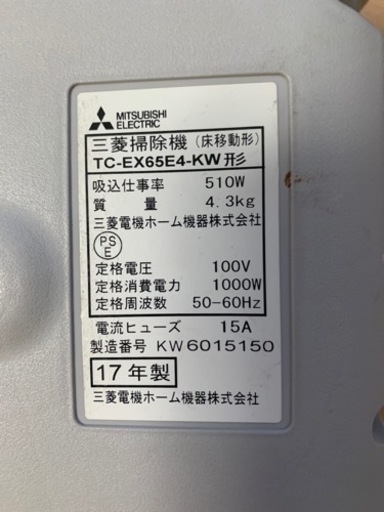 MITSUBISHI
ELECTRIC
三菱掃除機 (床移動形)
TC-EX65E4-KW形
吸込仕事率 510W
質量 4.3kg
三菱電機ホーム機器株式会社
PS
E
定格電圧 100V
定格消費電力 1000W
定格周波数 50-60Hz
電流ヒューズ 15A
製造番号 KW6015150
17年製
三菱電機ホーム機器株式会社